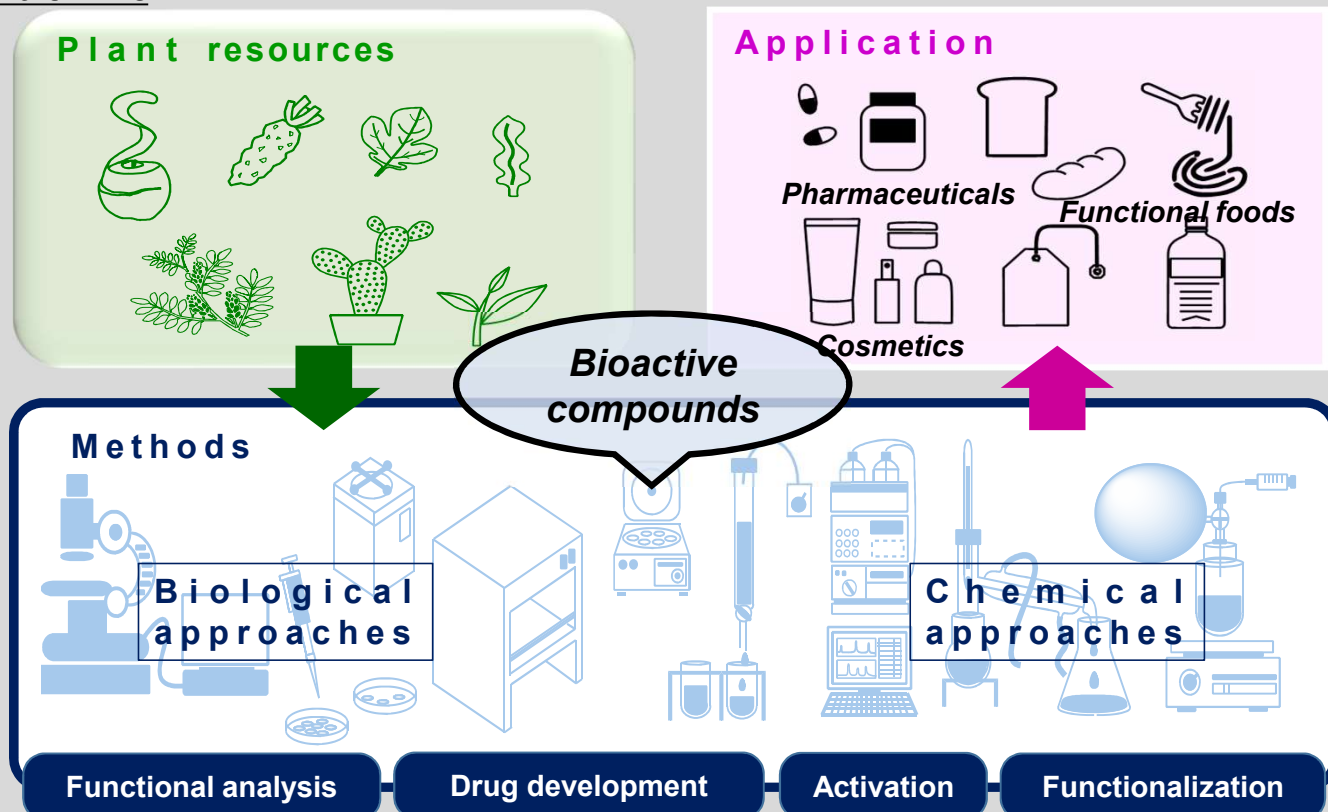 Plant resources
Application
Pharmaceuticals
Functional foods
Cosmetics
Bioactive
compounds
Methods
Biological
approaches
Chemical
approaches
Functional analysis
Drug development
Activation
Functionalization